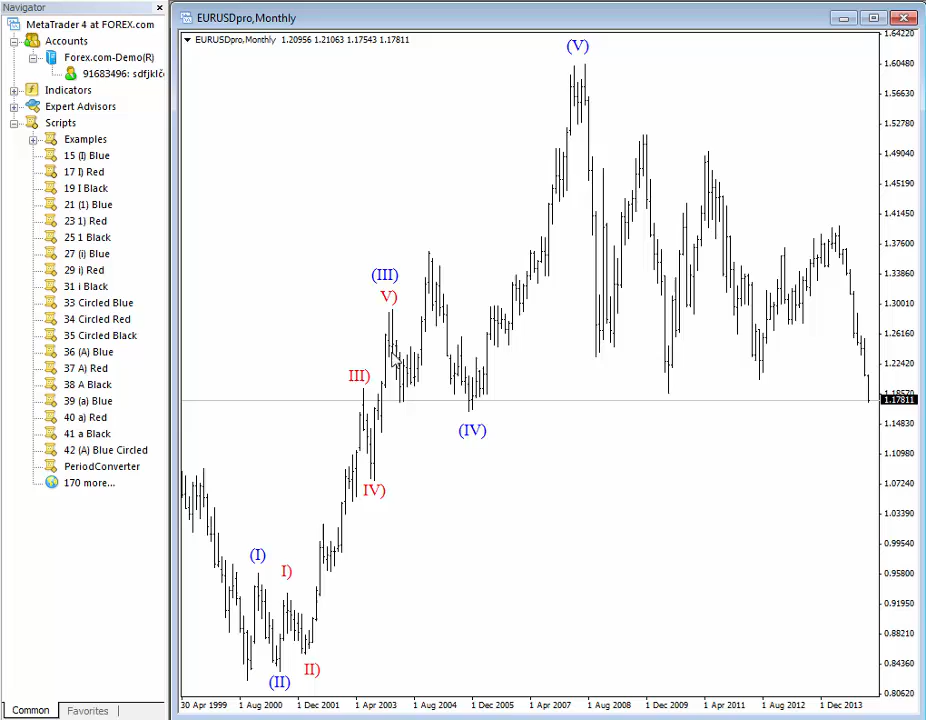 Navigator
MetaTrader 4 at FOREX.com
Accounts
Forex.com-Demo(R)
91683496: sdfjklc
Indicators
Expert Advisors
Scripts
Examples
15 (I) Blue
17 I) Red
19 I Black
21 (1) Blue
23 1) Red
25 1 Black
27 (i) Blue
29 i) Red
31 i Black
33 Circled Blue
34 Circled Red
35 Circled Black
36 (A) Blue
37 A) Red
38 A Black
39 (a) Blue
40 a) Red
41 a Black
42 (A) Blue Circled
PeriodConverter
170 more...
Common
Favorites
EURUSDpro,Monthly
EURUSDpro,Monthly 1.20956 1.21063 1.17543 1.17811
(V)
(III)
V)
III)
(IV)
IV)
(I)
I)
II)
(II)
1.64220
1.60480
1.56630
1.52780
1.49040
1.45190
1.41450
1.37600
1.33860
1.30010
1.26160
1.22420
1.17811
1.14830
1.10980
1.07240
1.03390
0.99540
0.95800
0.91950
0.88210
0.84360
0.80620
30 Apr 1999
1 Aug 2000
1 Dec 2001
1 Apr 2003
1 Aug 2004
1 Dec 2005
1 Apr 2007
1 Aug 2008
1 Dec 2009
1 Apr 2011
1 Aug 2012
1 Dec 2013